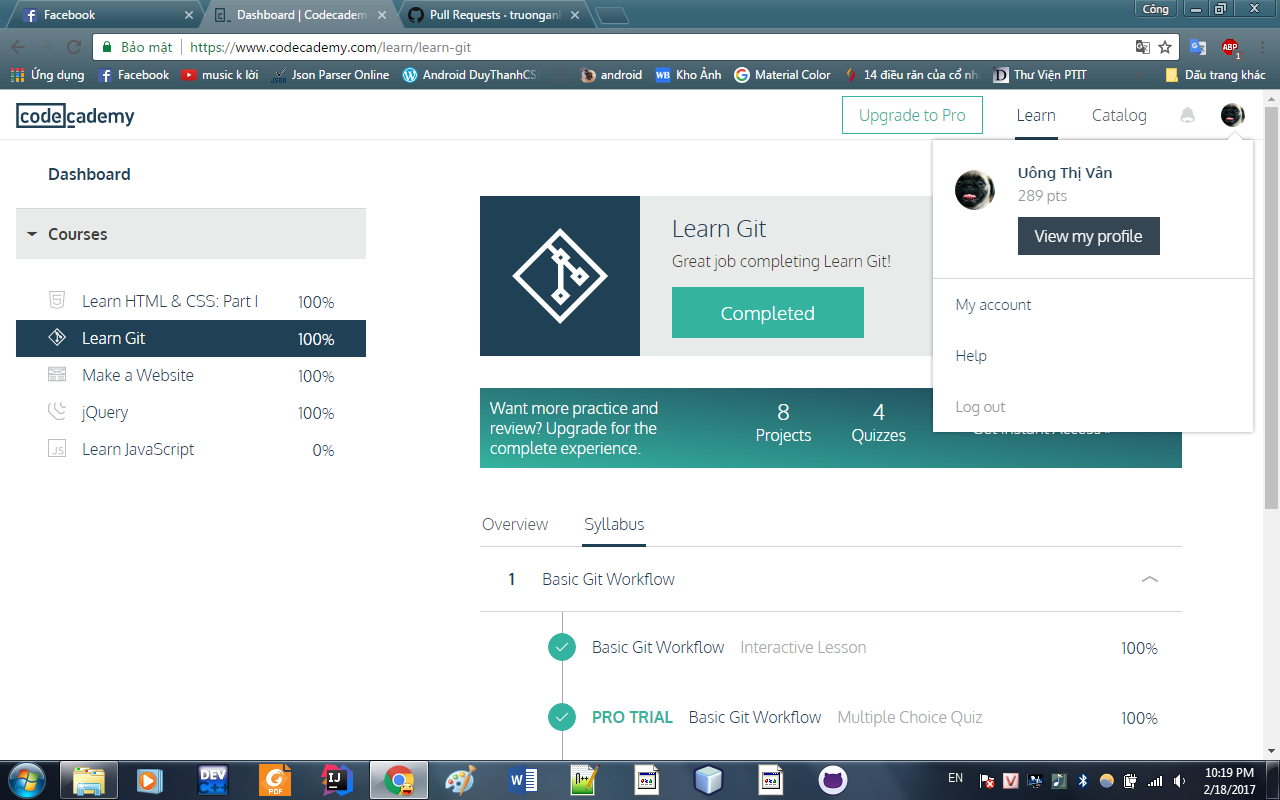 Facebook
Dashboard | Codecadem
Pull Requests · truongan
Công
Bảo mật
https://www.codecademy.com/learn/learn-git
ABP
1
Ứng dụng
Facebook
music k lời
Json Parser Online
Android DuyThanhCS
android
WB
Kho Ảnh
Material Color
14 điều răn của cổ nh
D
Thư Viện PTIT
Dấu trang khác
codecademy
Upgrade to Pro
Learn
Catalog
Dashboard
Courses
Learn HTML & CSS: Part I
100%
Learn Git
100%
Make a Website
100%
jQuery
100%
JS
Learn JavaScript
0%
Learn Git
Great job completing Learn Git!
Completed
Uông Thị Vân
289 pts
View my profile
My account
Help
Log out
Want more practice and
review? Upgrade for the
complete experience.
8
Projects
4
Quizzes
Get Instant Access »
Overview
Syllabus
1
Basic Git Workflow
Basic Git Workflow
Interactive Lesson
100%
PRO TRIAL
Basic Git Workflow
Multiple Choice Quiz
100%
DEV
C++
PDF
IJ
W
EN
V
10:19 PM
2/18/2017